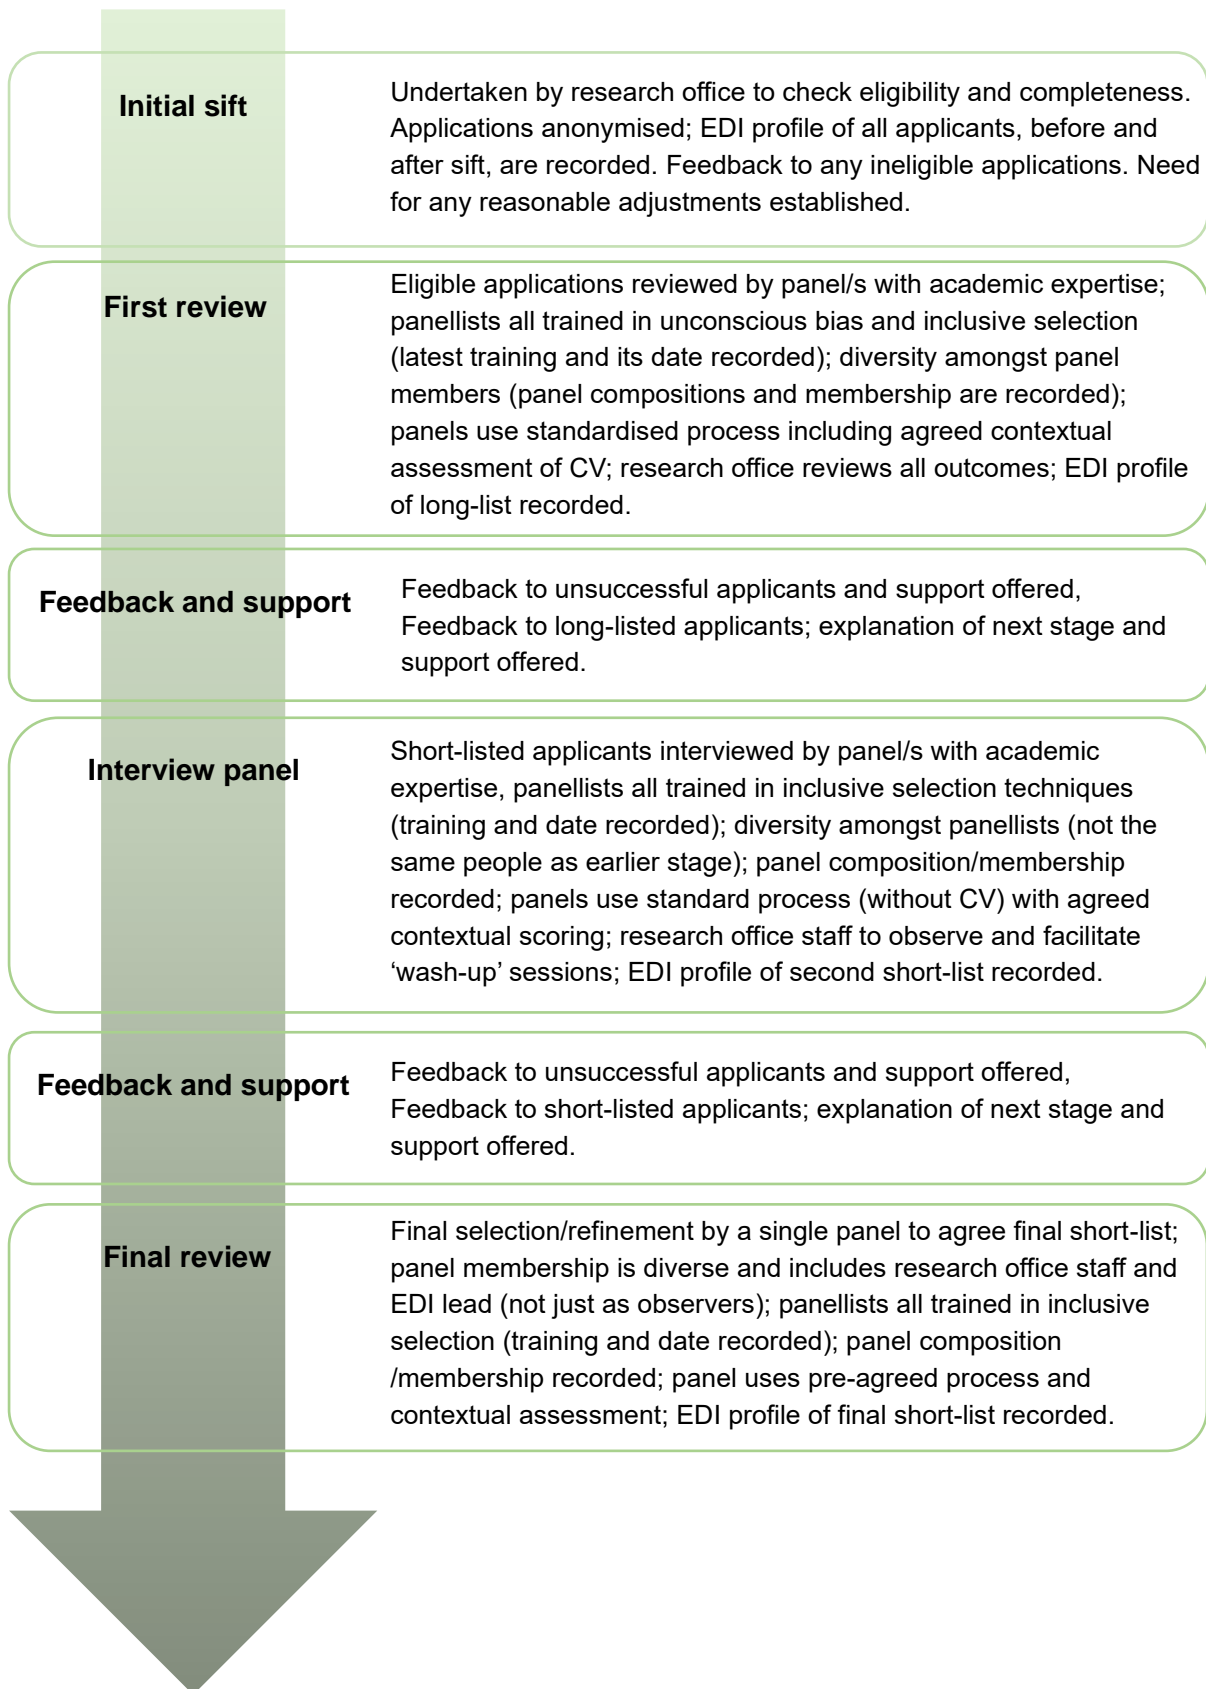 Initial sift
Undertaken by research office to check eligibility and completeness.
Applications anonymised; EDI profile of all applicants, before and
after sift, are recorded. Feedback to any ineligible applications. Need
for any reasonable adjustments established.
First review
Eligible applications reviewed by panel/s with academic expertise;
panellists all trained in unconscious bias and inclusive selection
(latest training and its date recorded); diversity amongst panel
members (panel compositions and membership are recorded);
panels use standardised process including agreed contextual
assessment of CV; research office reviews all outcomes; EDI profile
of long-list recorded.
Feedback and support
Feedback to unsuccessful applicants and support offered,
Feedback to long-listed applicants; explanation of next stage and
support offered.
Interview panel
Short-listed applicants interviewed by panel/s with academic
expertise, panellists all trained in inclusive selection techniques
(training and date recorded); diversity amongst panellists (not the
same people as earlier stage); panel composition/membership
recorded; panels use standard process (without CV) with agreed
contextual scoring; research office staff to observe and facilitate
‘wash-up’ sessions; EDI profile of second short-list recorded.
Feedback and support
Feedback to unsuccessful applicants and support offered,
Feedback to short-listed applicants; explanation of next stage and
support offered.
Final review
Final selection/refinement by a single panel to agree final short-list;
panel membership is diverse and includes research office staff and
EDI lead (not just as observers); panellists all trained in inclusive
selection (training and date recorded); panel composition
/membership recorded; panel uses pre-agreed process and
contextual assessment; EDI profile of final short-list recorded.